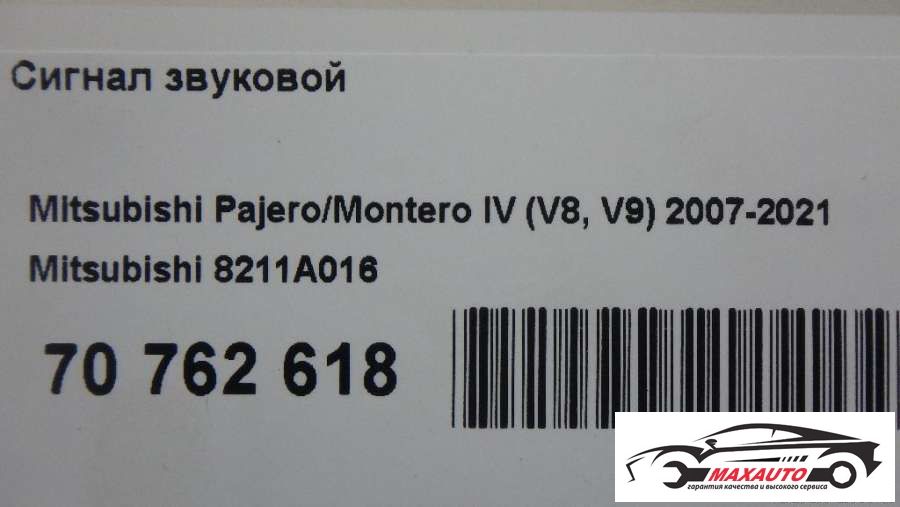 Сигнал звуковой
Mitsubishi Pajero/Montero IV (V8, V9) 2007-2021
Mitsubishi 8211A016
70 762 618
MAXAUTO
гарантия качества и высокого сервиса